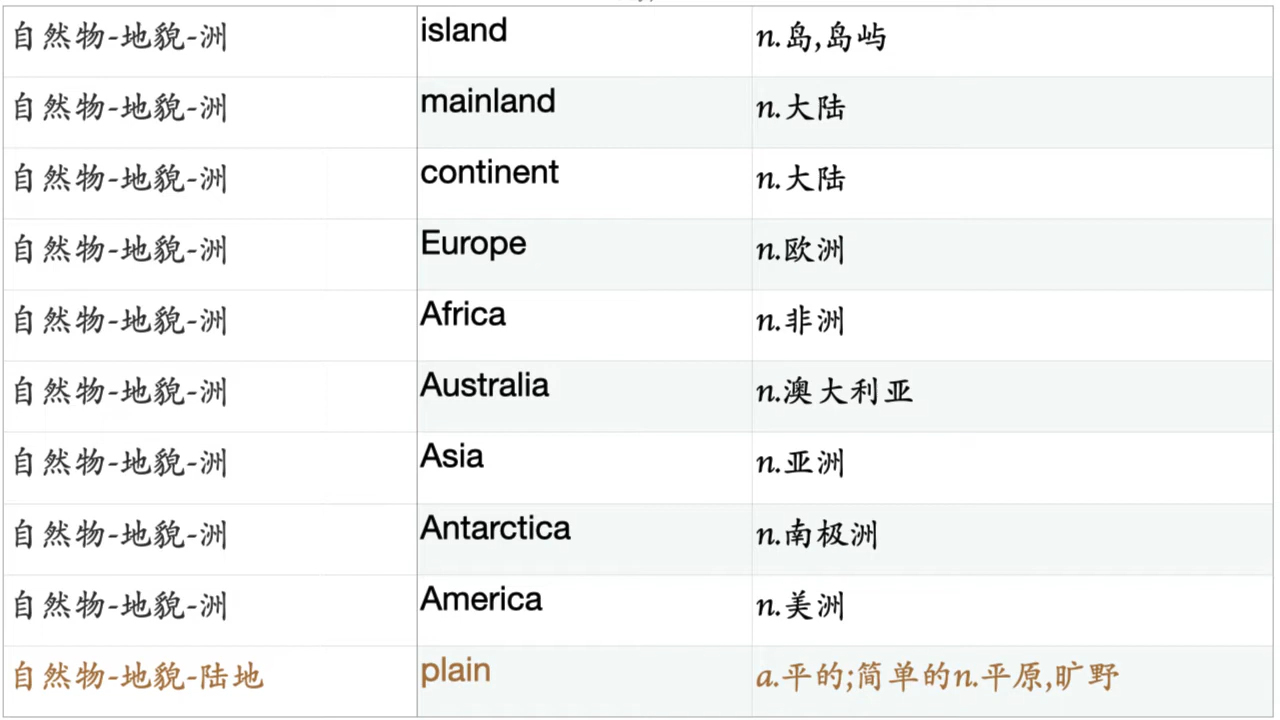 自然物-地貌-洲 island n.岛,岛屿
自然物-地貌-洲 mainland n.大陆
自然物-地貌-洲 continent n.大陆
自然物-地貌-洲 Europe n.欧洲
自然物-地貌-洲 Africa n.非洲
自然物-地貌-洲 Australia n.澳大利亚
自然物-地貌-洲 Asia n.亚洲
自然物-地貌-洲 Antarctica n.南极洲
自然物-地貌-洲 America n.美洲
自然物-地貌-陆地 plain a.平的;简单的n.平原,旷野